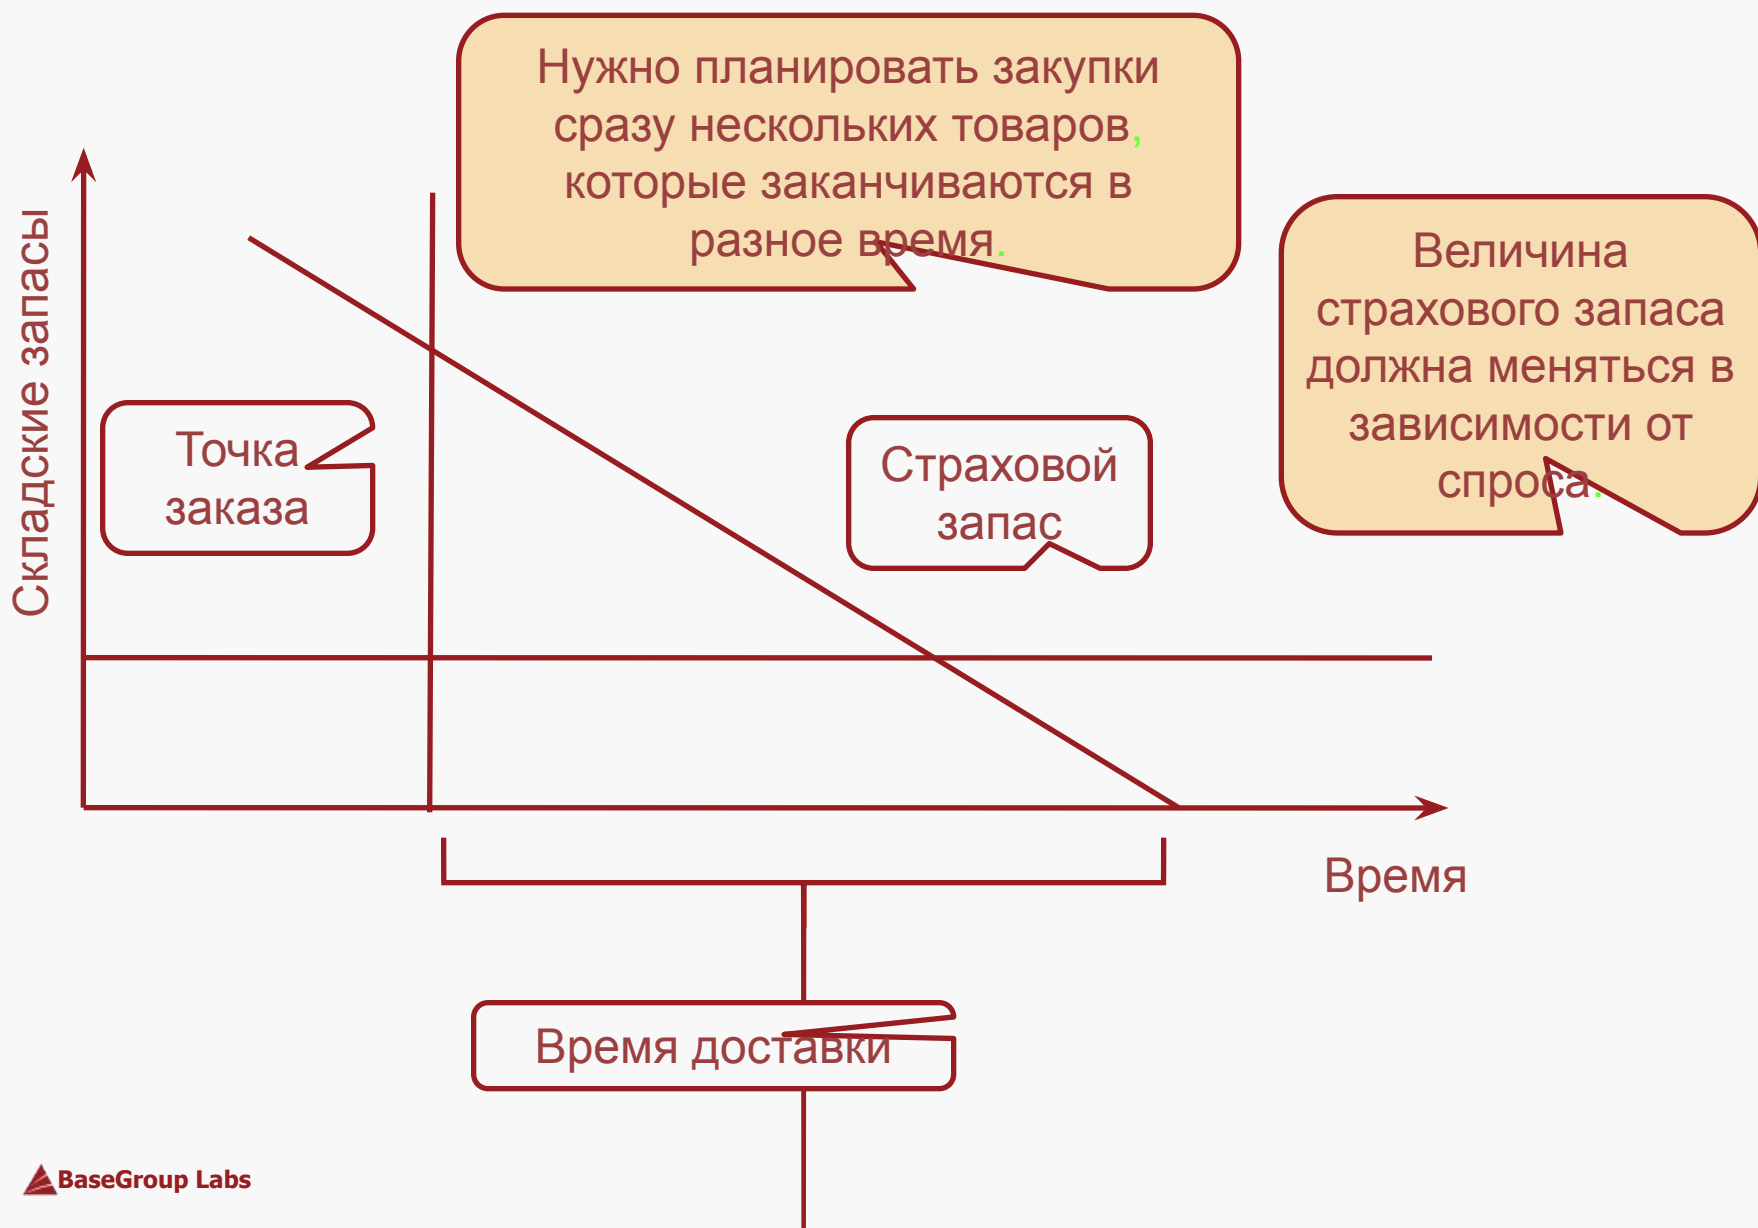 Нужно планировать закупки
сразу нескольких товаров,
которые заканчиваются в
разное время.
Величина
страхового запаса
должна меняться в
зависимости от
спроса.
Складские запасы
Точка
заказа
Страховой
запас
Время
Время доставки
BaseGroup Labs